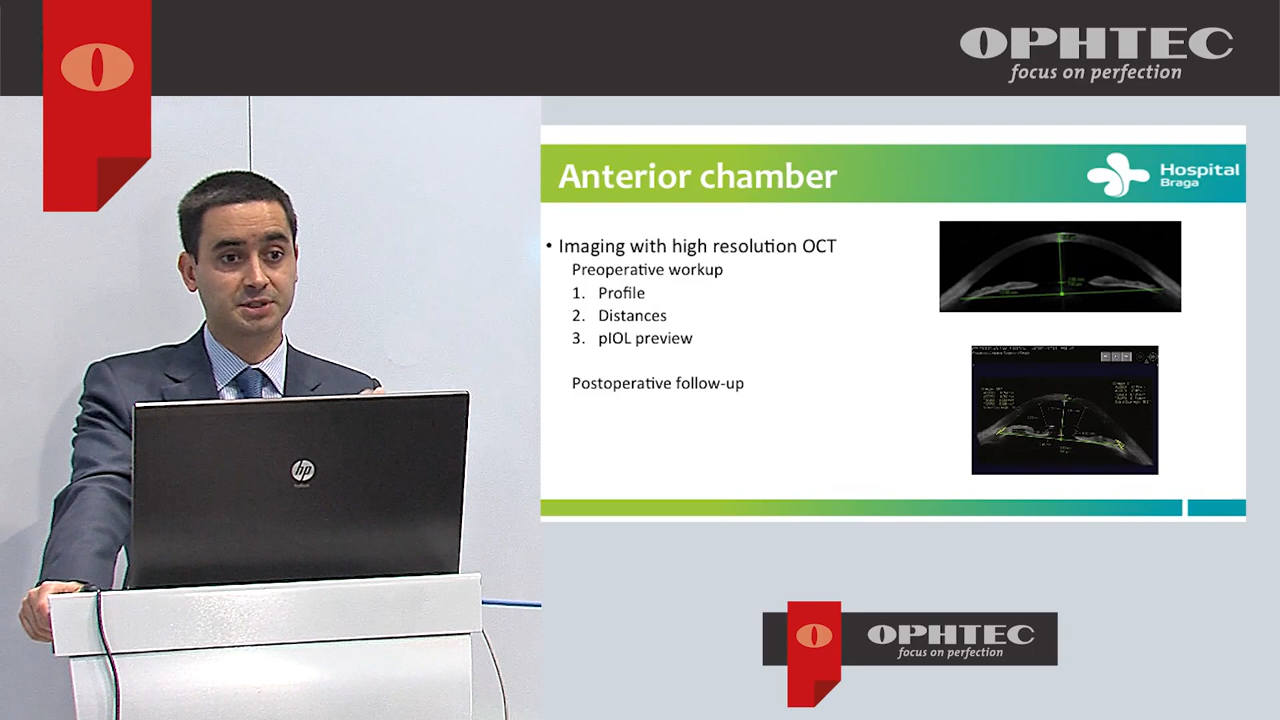 OPHTEC
focus on perfection
Anterior chamber
Hospital
Braga
• Imaging with high resolution OCT
Preoperative workup
1. Profile
2. Distances
3. pIOL preview
Postoperative follow-up
hp
OPHTEC
focus on perfection